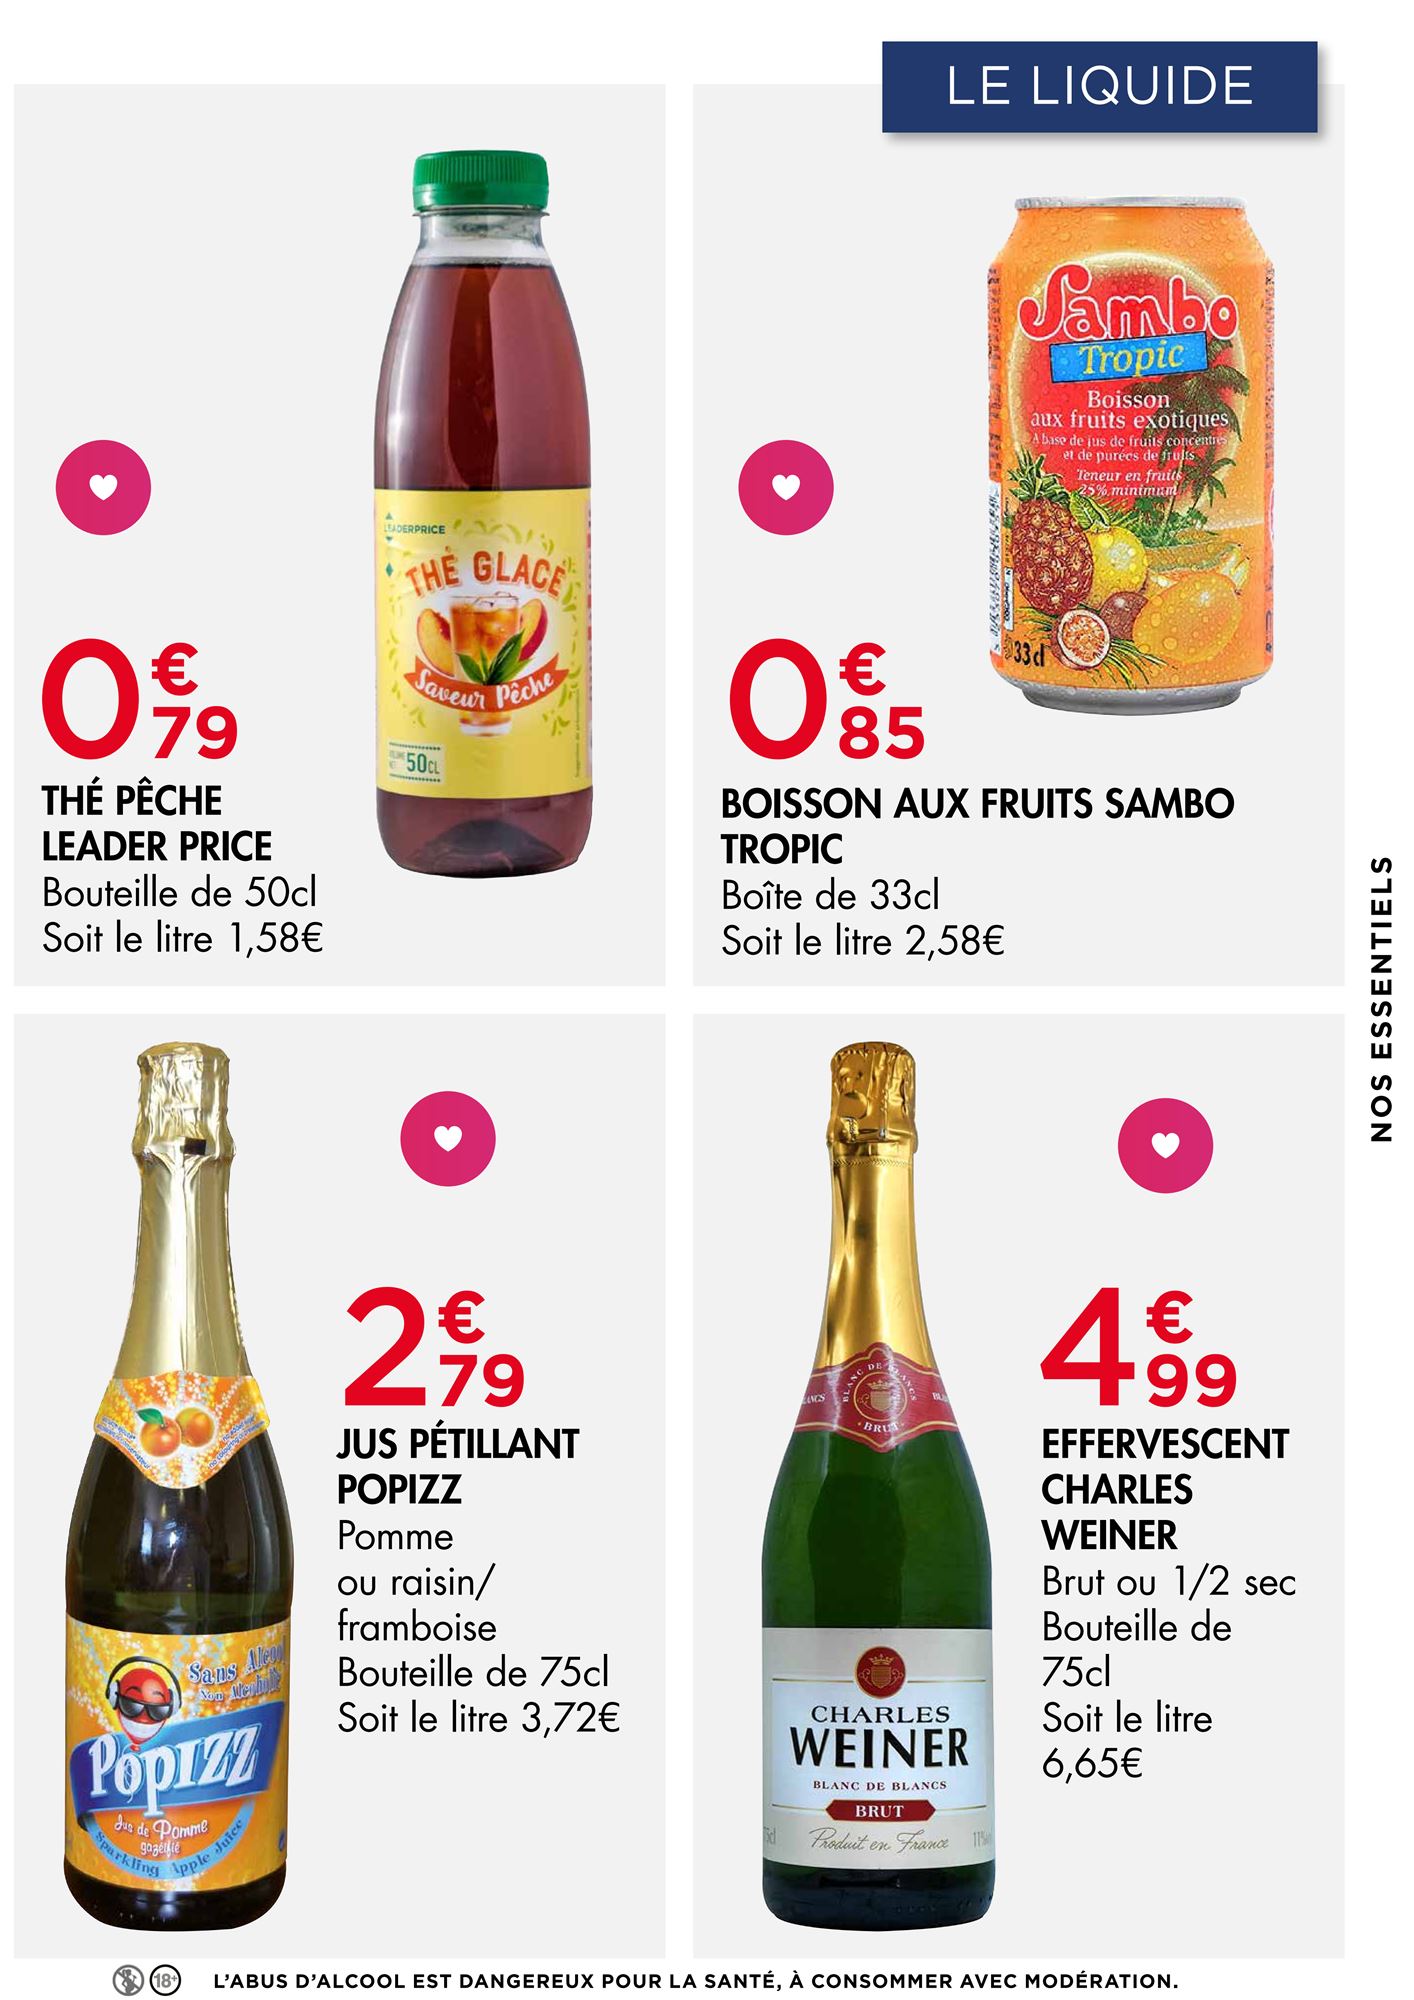 LE LIQUIDE
LEADERPRICE
THÉ GLACÉ
Saveur Pêche
VOLUME
NET
50CL
0€79
THÉ PÊCHE
LEADER PRICE
Bouteille de 50cl
Soit le litre 1,58€
Sambo
Tropic
Boisson
aux fruits exotiques
A base de jus de fruits concentrés
et de purées de fruits
Teneur en fruits
25% minimum
33cl
0€85
BOISSON AUX FRUITS SAMBO
TROPIC
Boîte de 33cl
Soit le litre 2,58€
NOS ESSENTIELS
Sans Alcool
Non Alcoholic
POPIZZ
Jus de Pomme
gazéifié
Sparkling Apple Juice
2€79
JUS PÉTILLANT
POPIZZ
Pomme
ou raisin/
framboise
Bouteille de 75cl
Soit le litre 3,72€
BLANC DE BLANCS
BRUT
CHARLES
WEINER
BLANC DE BLANCS
BRUT
Produit en France
11%
4€99
EFFERVESCENT
CHARLES
WEINER
Brut ou 1/2 sec
Bouteille de
75cl
Soit le litre
6,65€
18+
L'ABUS D'ALCOOL EST DANGEREUX POUR LA SANTÉ, À CONSOMMER AVEC MODÉRATION.